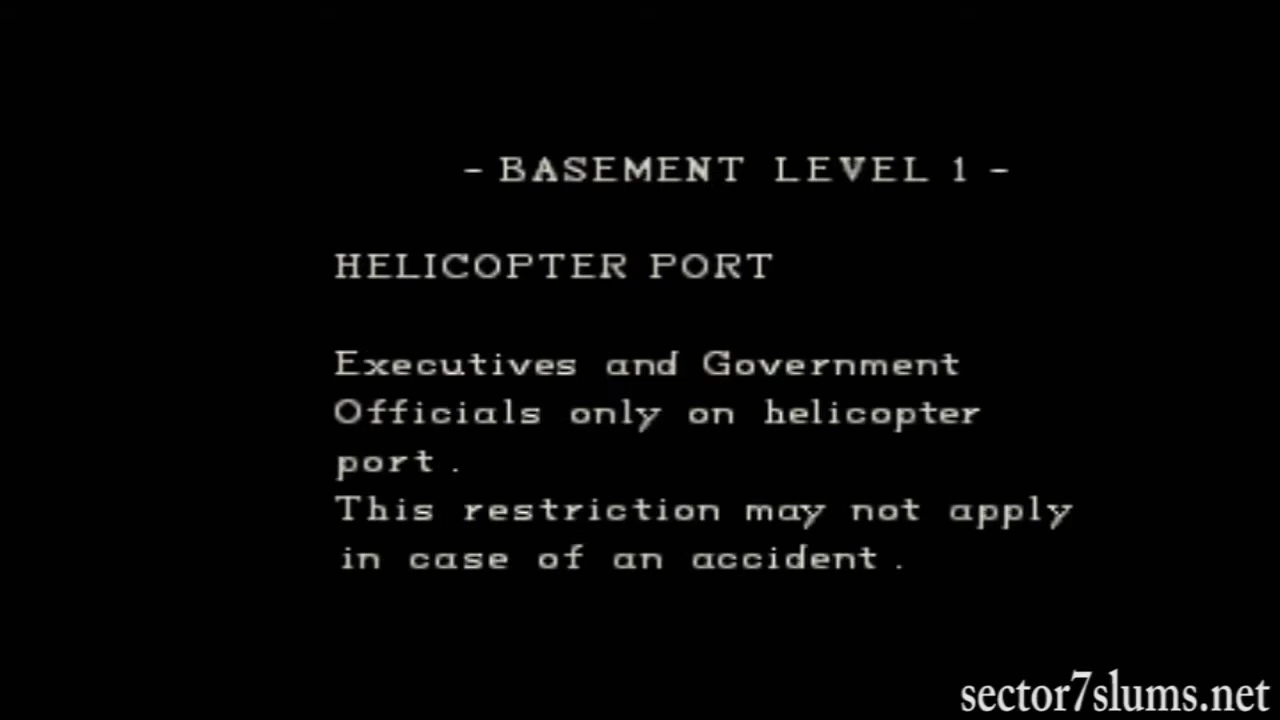 - BASEMENT LEVEL 1 -
HELICOPTER PORT
Executives and Government
Officials only on helicopter
port .
This restriction may not apply
in case of an accident .
sector7slums.net